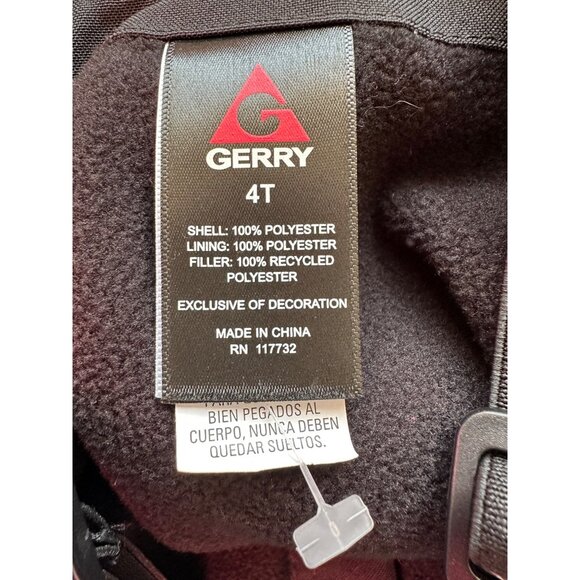 G
GERRY
4T
SHELL: 100% POLYESTER
LINING: 100% POLYESTER
FILLER: 100% RECYCLED
POLYESTER
EXCLUSIVE OF DECORATION
MADE IN CHINA
RN 117732
BIEN PEGADOS AL
CUERPO, NUNCA DEBEN
QUEDAR SUELTOS.